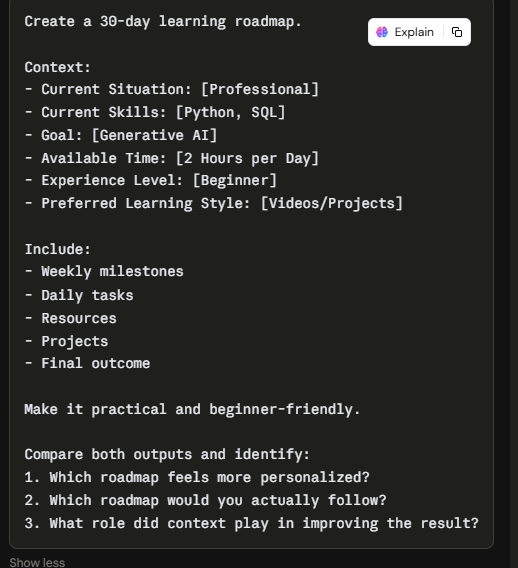 Create a 30-day learning roadmap.
Explain
Context:
- Current Situation: [Professional]
- Current Skills: [Python, SQL]
- Goal: [Generative AI]
- Available Time: [2 Hours per Day]
- Experience Level: [Beginner]
- Preferred Learning Style: [Videos/Projects]
Include:
- Weekly milestones
- Daily tasks
- Resources
- Projects
- Final outcome
Make it practical and beginner-friendly.
Compare both outputs and identify:
1. Which roadmap feels more personalized?
2. Which roadmap would you actually follow?
3. What role did context play in improving the result?
Show less